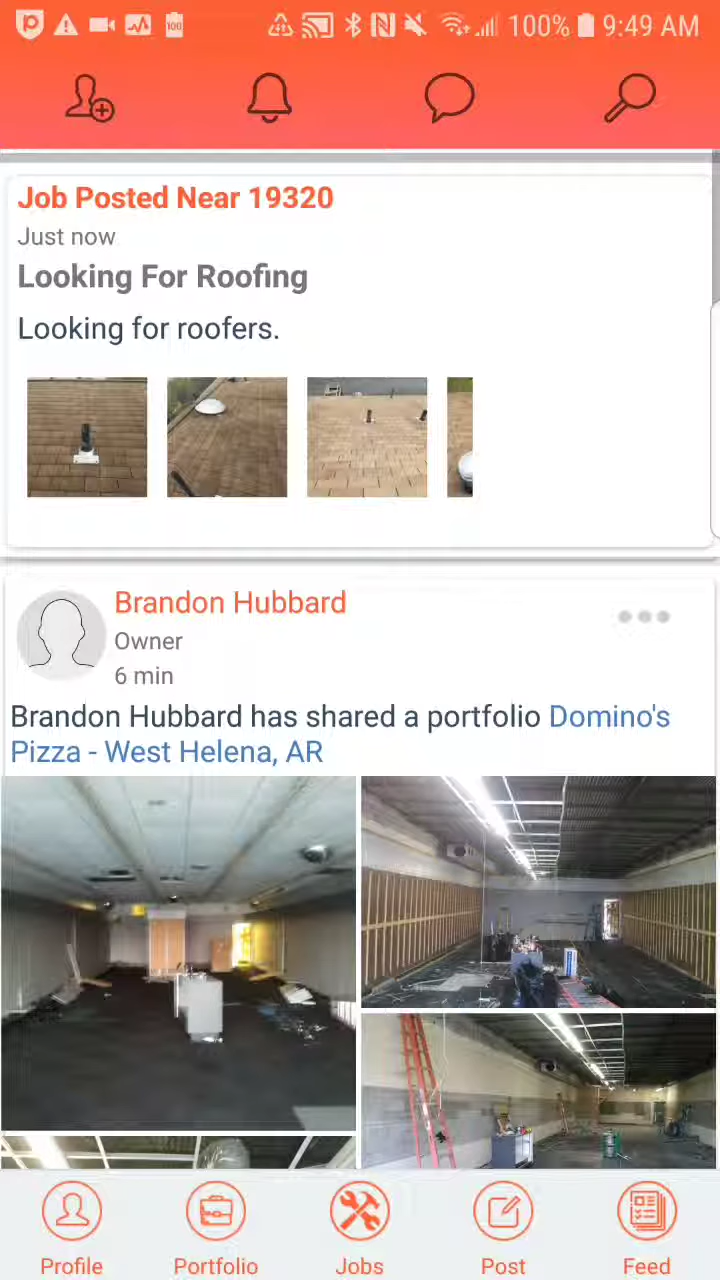 100 100% 9:49 AM
Job Posted Near 19320
Just now
Looking For Roofing
Looking for roofers.
Brandon Hubbard
Owner
6 min
Brandon Hubbard has shared a portfolio Domino's
Pizza - West Helena, AR
Profile Portfolio Jobs Post Feed